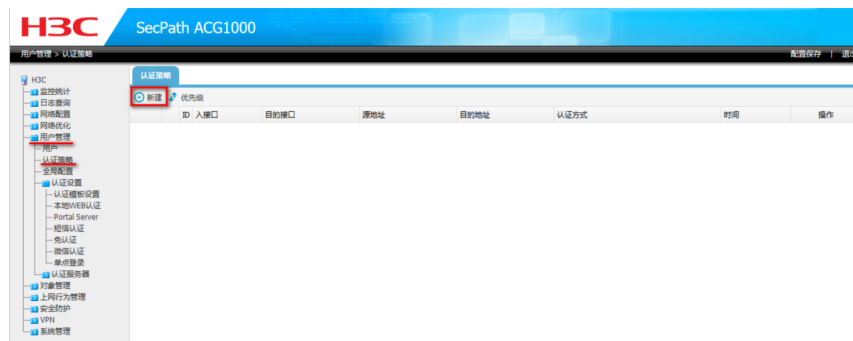 H3C SecPath ACG1000
用户管理 > 认证策略 配置保存 | 退出
H3C
监控统计
日志查询
网络配置
网络优化
用户管理
用户
认证策略
全局配置
认证设置
认证模板设置
本地WEB认证
Portal Server
短信认证
免认证
微信认证
单点登录
认证服务器
对象管理
上网行为管理
安全防护
VPN
系统管理
认证策略
新建 优先级
ID 入接口 目的接口 源地址 目的地址 认证方式 时间 操作